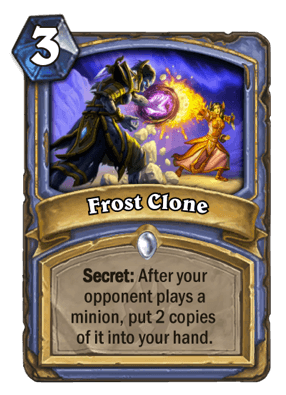 3
Frost Clone
Secret: After your
opponent plays a
minion, put 2 copies
of it into your hand.